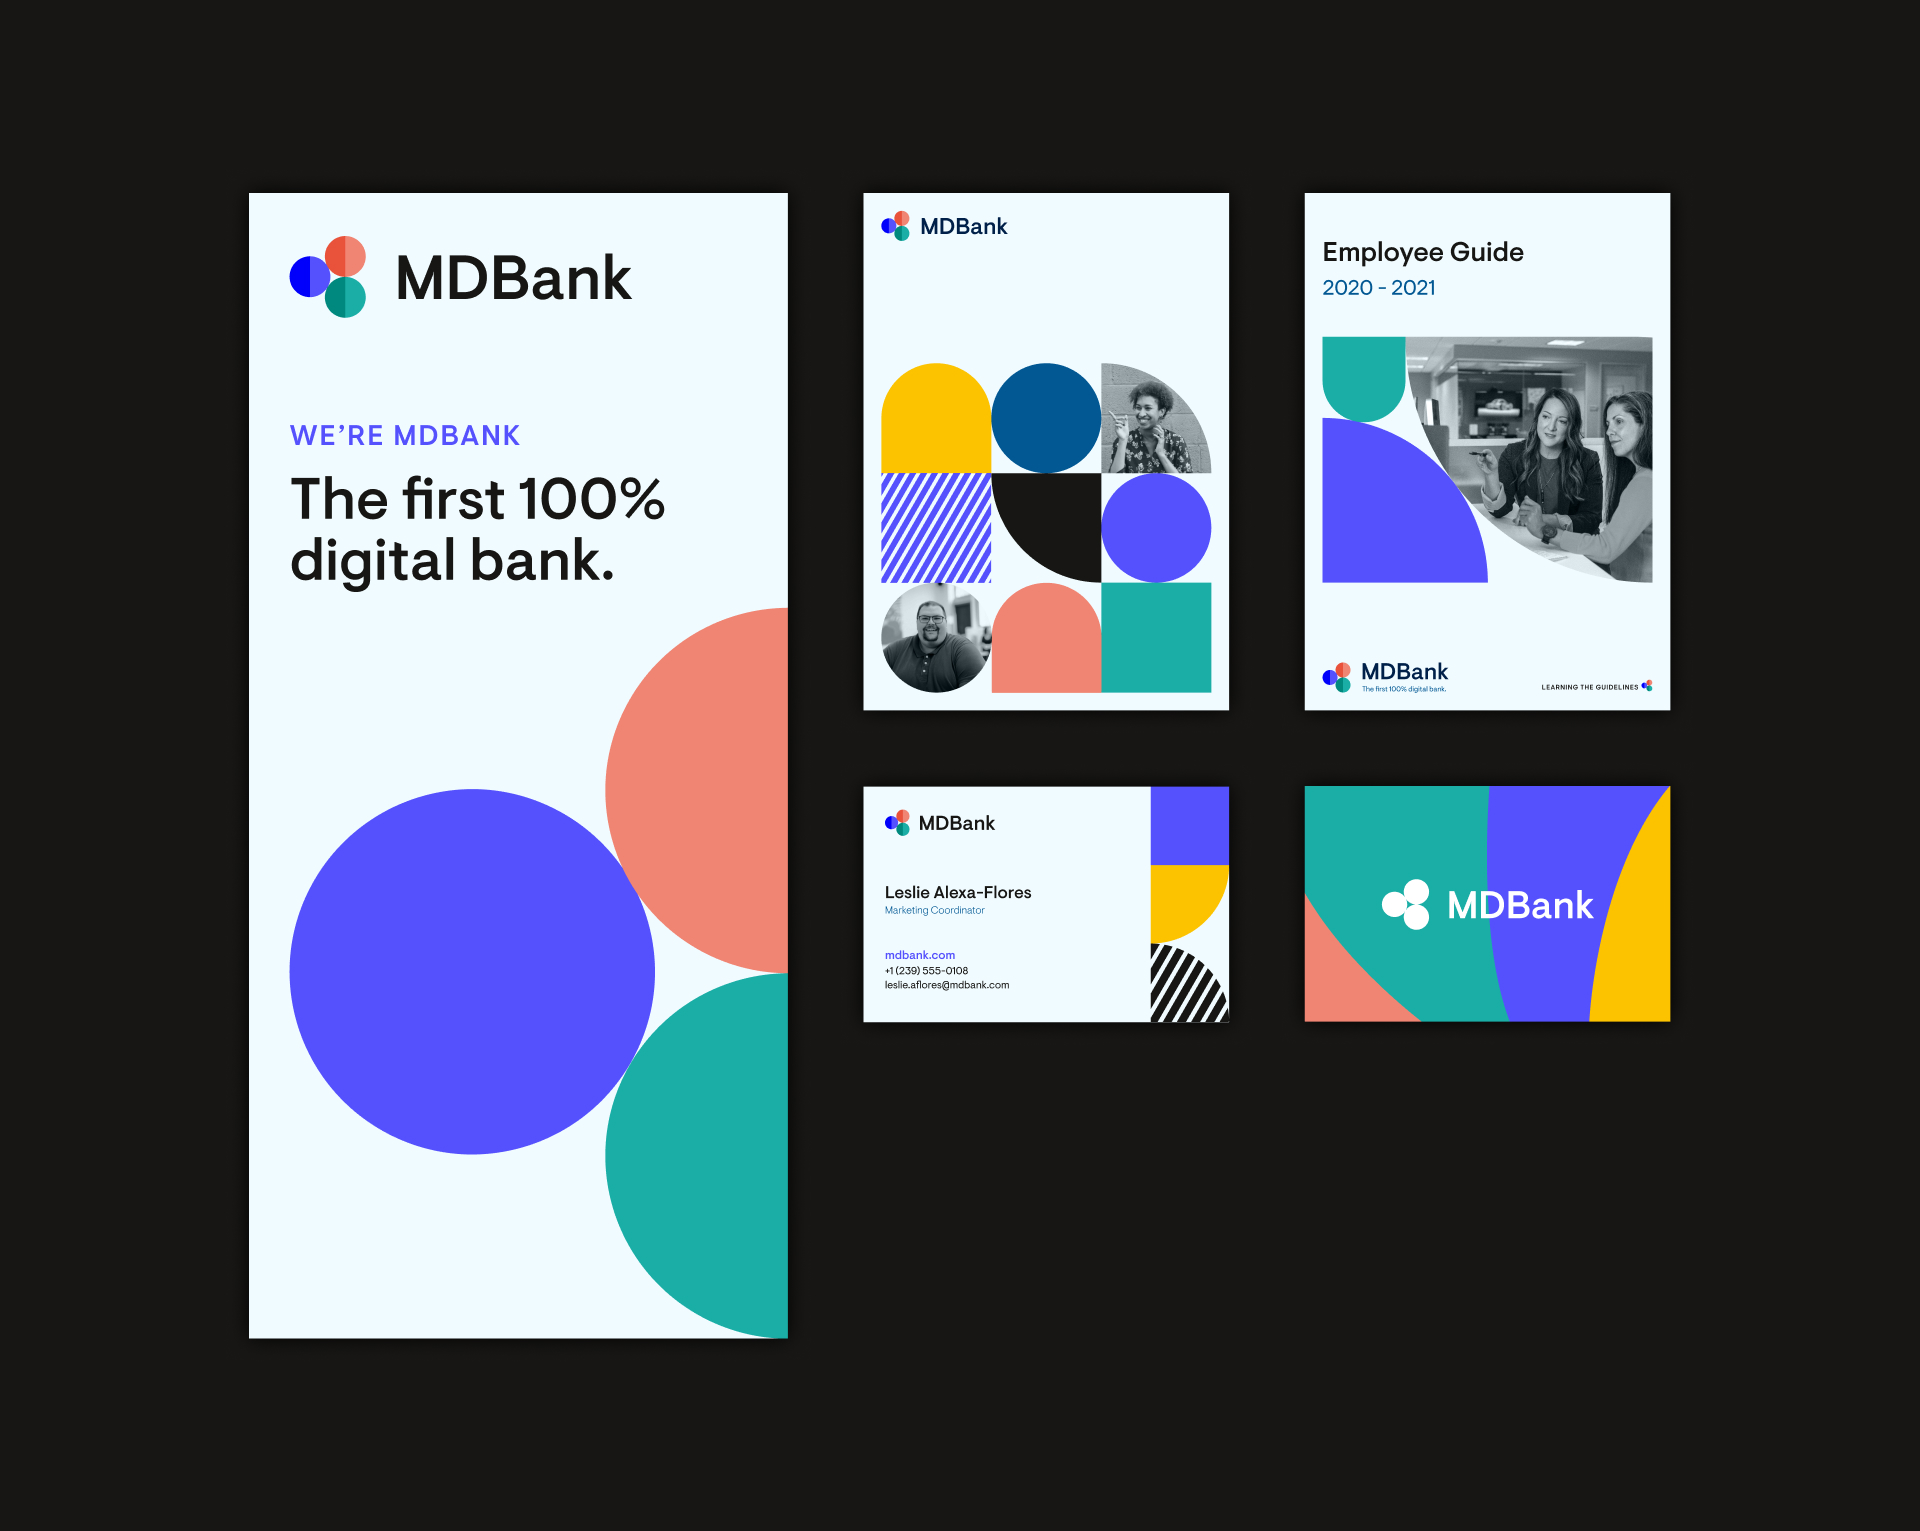 MDBank
WE'RE MDBANK
The first 100%
digital bank.
MDBank
Employee Guide
2020 - 2021
MDBank
The first 100% digital bank.
LEARNING THE GUIDELINES
MDBank
Leslie Alexa-Flores
Marketing Coordinator
mdbank.com
+1 (239) 555-0108
leslie.aflores@mdbank.com
MDBank